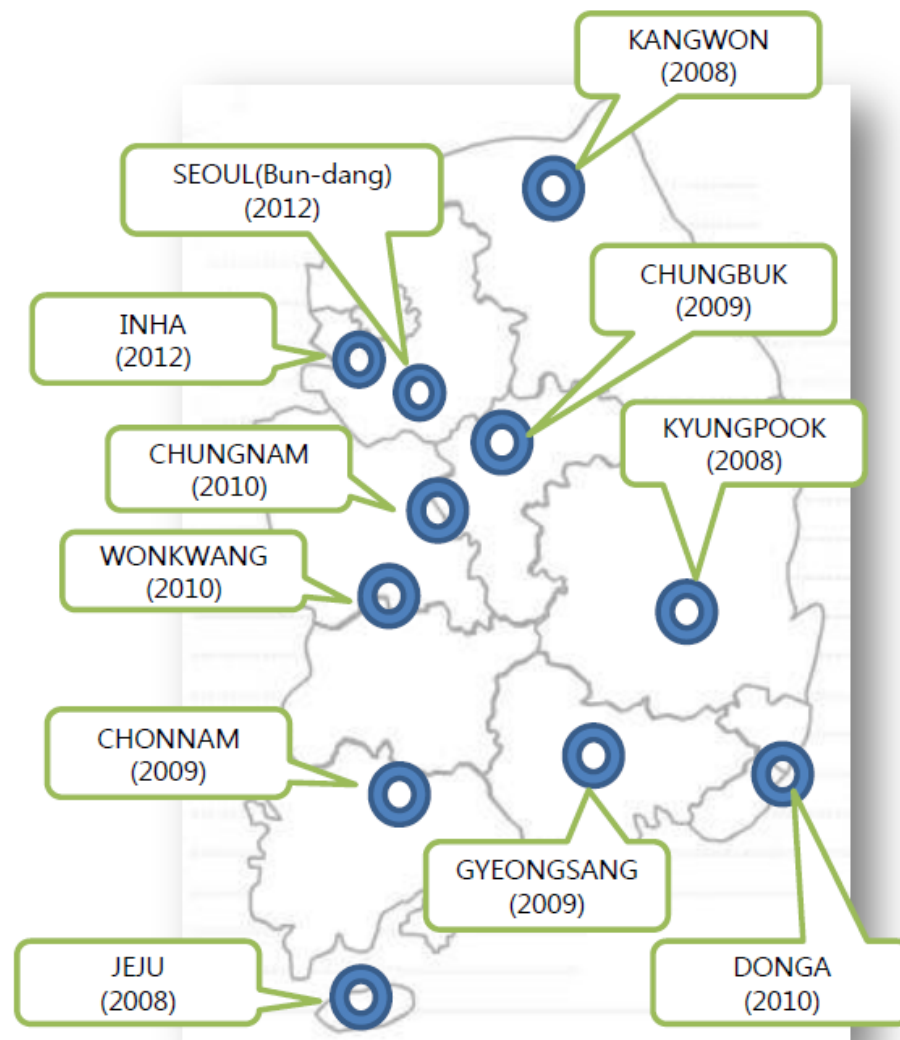 KANGWON
(2008)
SEOUL(Bun-dang)
(2012)
CHUNGBUK
(2009)
INHA
(2012)
KYUNGPOOK
(2008)
CHUNGNAM
(2010)
WONKWANG
(2010)
CHONNAM
(2009)
GYEONGSANG
(2009)
JEJU
(2008)
DONGA
(2010)